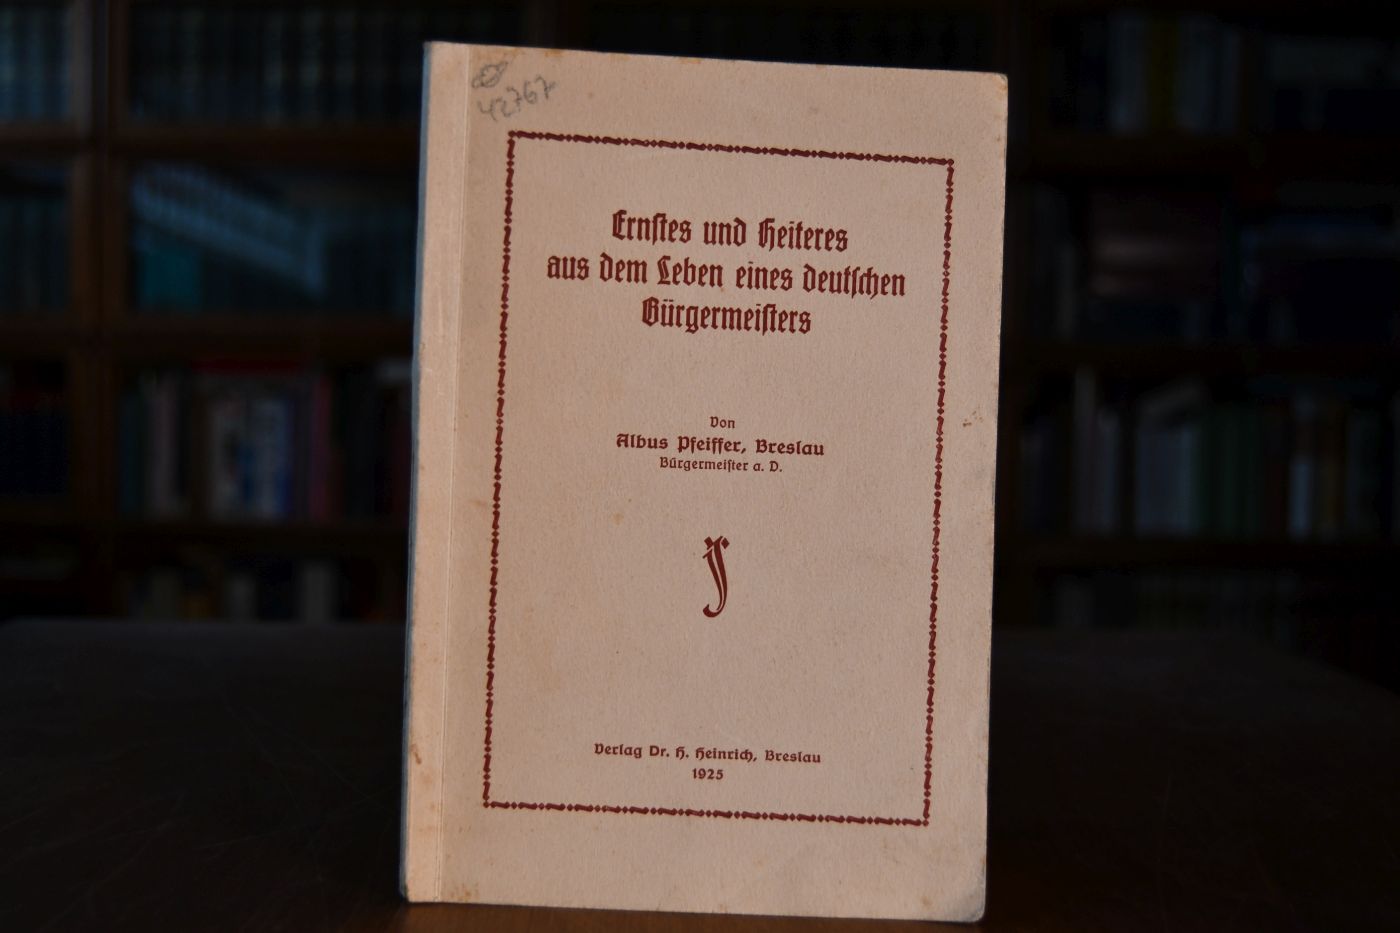 42767
Ernſtes und Heiteres
aus dem Leben eines deutſchen
Bürgermeiſters
Von
Albus Pfeiffer, Breslau
Bürgermeiſter a. D.
Verlag Dr. H. Heinrich, Breslau
1925